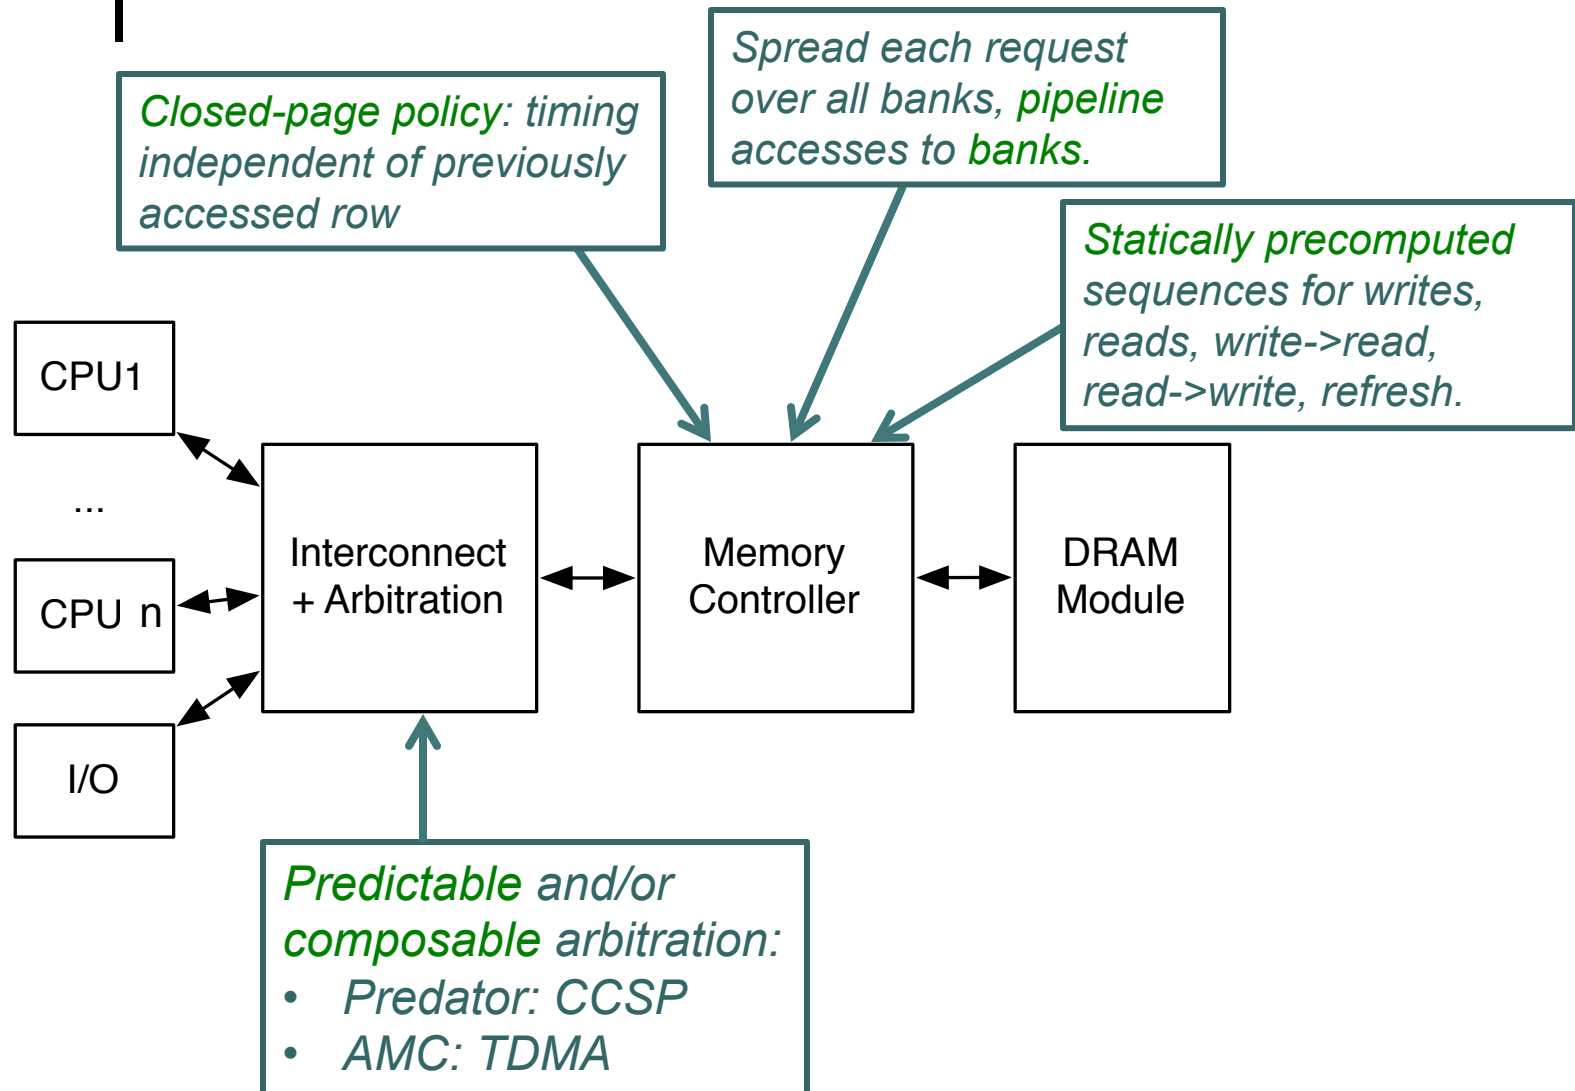 Spread each request
over all banks, pipeline
accesses to banks.
Closed-page policy: timing
independent of previously
accessed row
Statically precomputed
sequences for writes,
reads, write->read,
read->write, refresh.
CPU1
...
CPU n
I/O
Interconnect
+ Arbitration
Memory
Controller
DRAM
Module
Predictable and/or
composable arbitration:
• Predator: CCSP
• AMC: TDMA